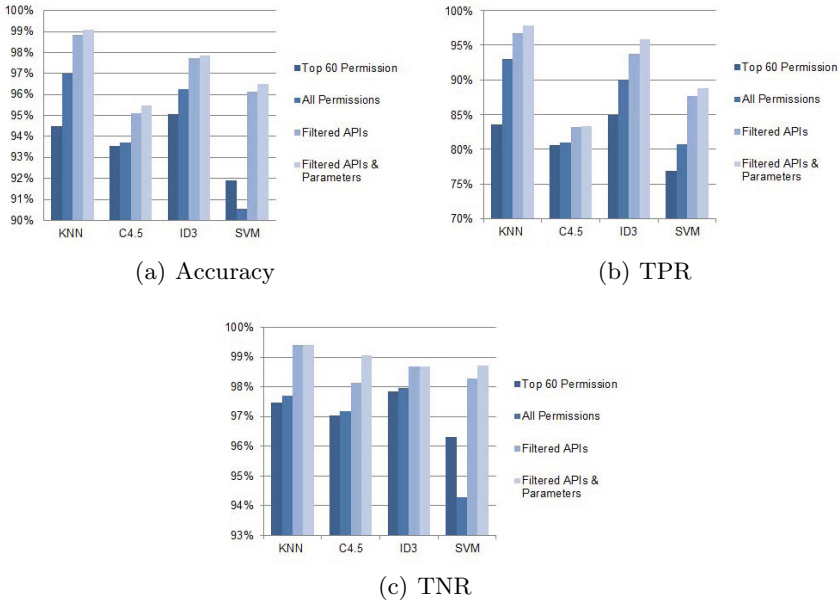 100%
99%
98%
97%
96%
95%
94%
93%
92%
91%
90%
KNN C4.5 ID3 SVM
Top 60 Permission
All Permissions
Filtered APIs
Filtered APIs &
Parameters
(a) Accuracy
100%
95%
90%
85%
80%
75%
70%
KNN C4.5 ID3 SVM
Top 60 Permission
All Permissions
Filtered APIs
Filtered APIs &
Parameters
(b) TPR
100%
99%
98%
97%
96%
95%
94%
93%
KNN C4.5 ID3 SVM
Top 60 Permission
All Permissions
Filtered APIs
Filtered APIs &
Parameters
(c) TNR